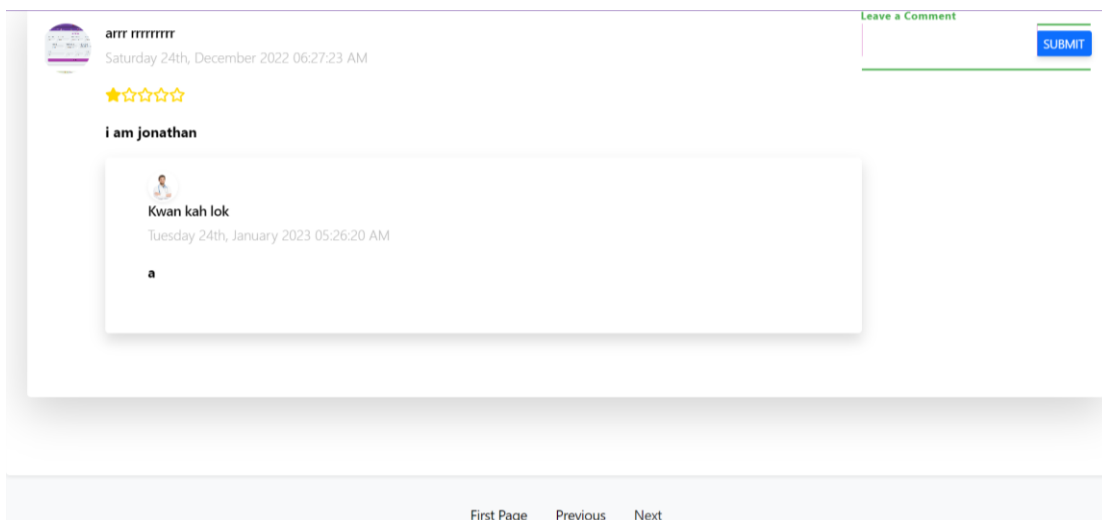 arrr rrrrrrrrr
Saturday 24th, December 2022 06:27:23 AM
i am jonathan
Leave a Comment
SUBMIT
Kwan kah lok
Tuesday 24th, January 2023 05:26:20 AM
a
First Page Previous Next